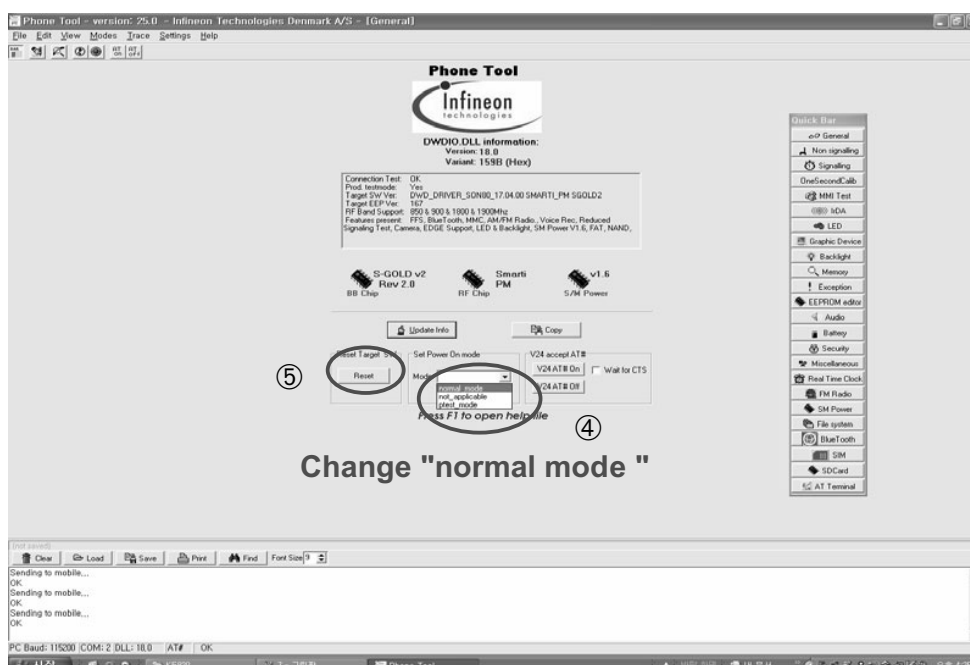 Phone Tool - version: 25.0 - Infineon Technologies Denmark A/S - [General]
File Edit View Modes Trace Settings Help
AT ON AT OFF
Phone Tool
Infineon
technologies
DWDIO.DLL information:
Version: 18.0
Variant: 159B (Hex)
Connection Test: OK
Prod. testmode: Yes
Target SW Ver: DWD_DRIVER_SON80_17.04.00 SMARTI_PM SGOLD2
Target EEP Ver: 167
RF Band Support: 850 & 900 & 1800 & 1900Mhz
Features present: FFS, BlueTooth, MMC, AM/FM Radio., Voice Rec, Reduced
Signaling Test, Camera, EDGE Support, LED & Backlight, SM Power V1.6, FAT, NAND,
S-GOLD v2
Rev 2.0
BB Chip
Smarti
PM
RF Chip
v1.6
S/M Power
Update Info
Copy
Reset Target SW
Reset
Set Power On mode
Mode
normal_mode
not_applicable
ptest_mode
V24 accept AT#
V24 AT# On
Wait for CTS
V24 AT# Off
Press F1 to open help file
⑤
④
Change "normal mode "
Quick Bar
General
Non signalling
Signaling
OneSecondCalib
MMI Test
IrDA
LED
Graphic Device
Backlight
Memory
Exception
EEPROM editor
Audio
Battery
Security
Miscellaneous
Real Time Clock
FM Radio
SM Power
File system
BlueTooth
SIM
SDCard
AT Terminal
(not saved)
Clear Load Save Print Find Font Size 9
Sending to mobile...
OK
Sending to mobile...
OK
Sending to mobile...
OK
PC Baud: 115200 COM: 2 DLL: 18.0 AT# OK
시작 KE800 Phone Tool